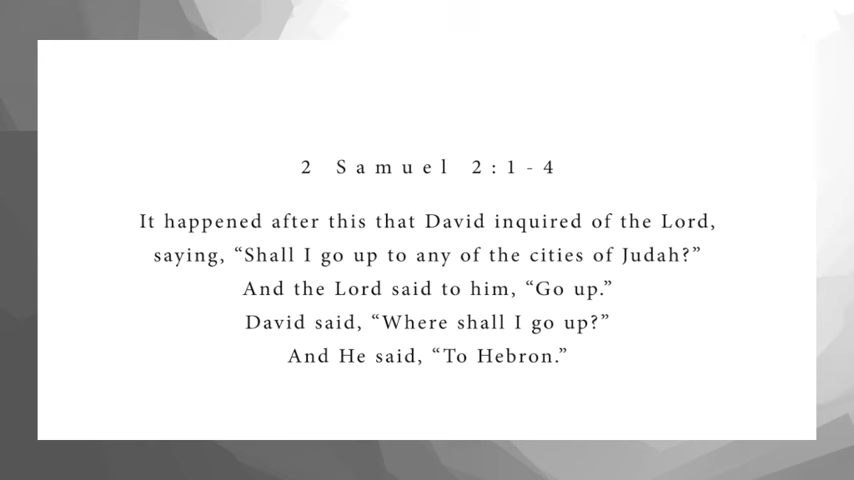 2 Samuel 2:1-4
It happened after this that David inquired of the Lord,
saying, “Shall I go up to any of the cities of Judah?”
And the Lord said to him, “Go up.”
David said, “Where shall I go up?”
And He said, “To Hebron.”